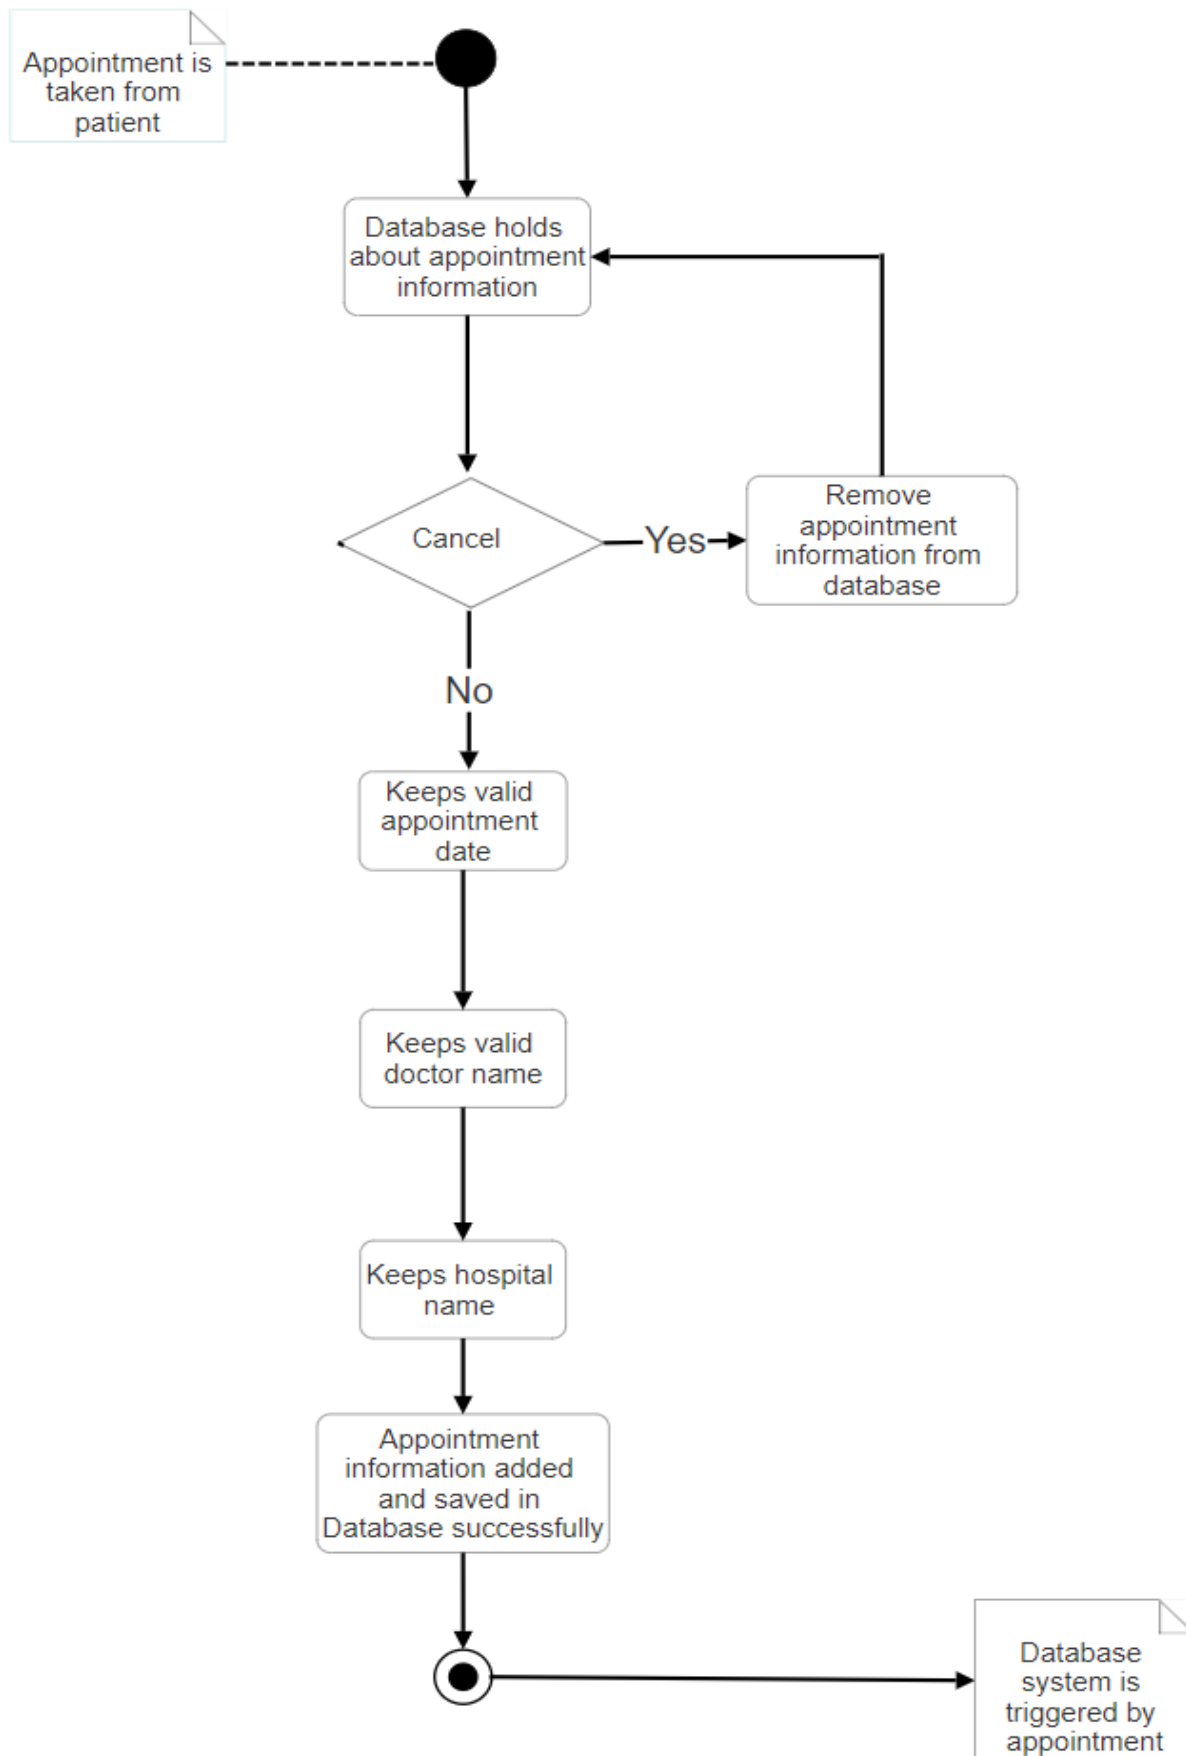 Appointment is
taken from
patient
Database holds
about appointment
information
Cancel
Yes
Remove
appointment
information from
database
No
Keeps valid
appointment
date
Keeps valid
doctor name
Keeps hospital
name
Appointment
information added
and saved in
Database successfully
Database
system is
triggered by
appointment